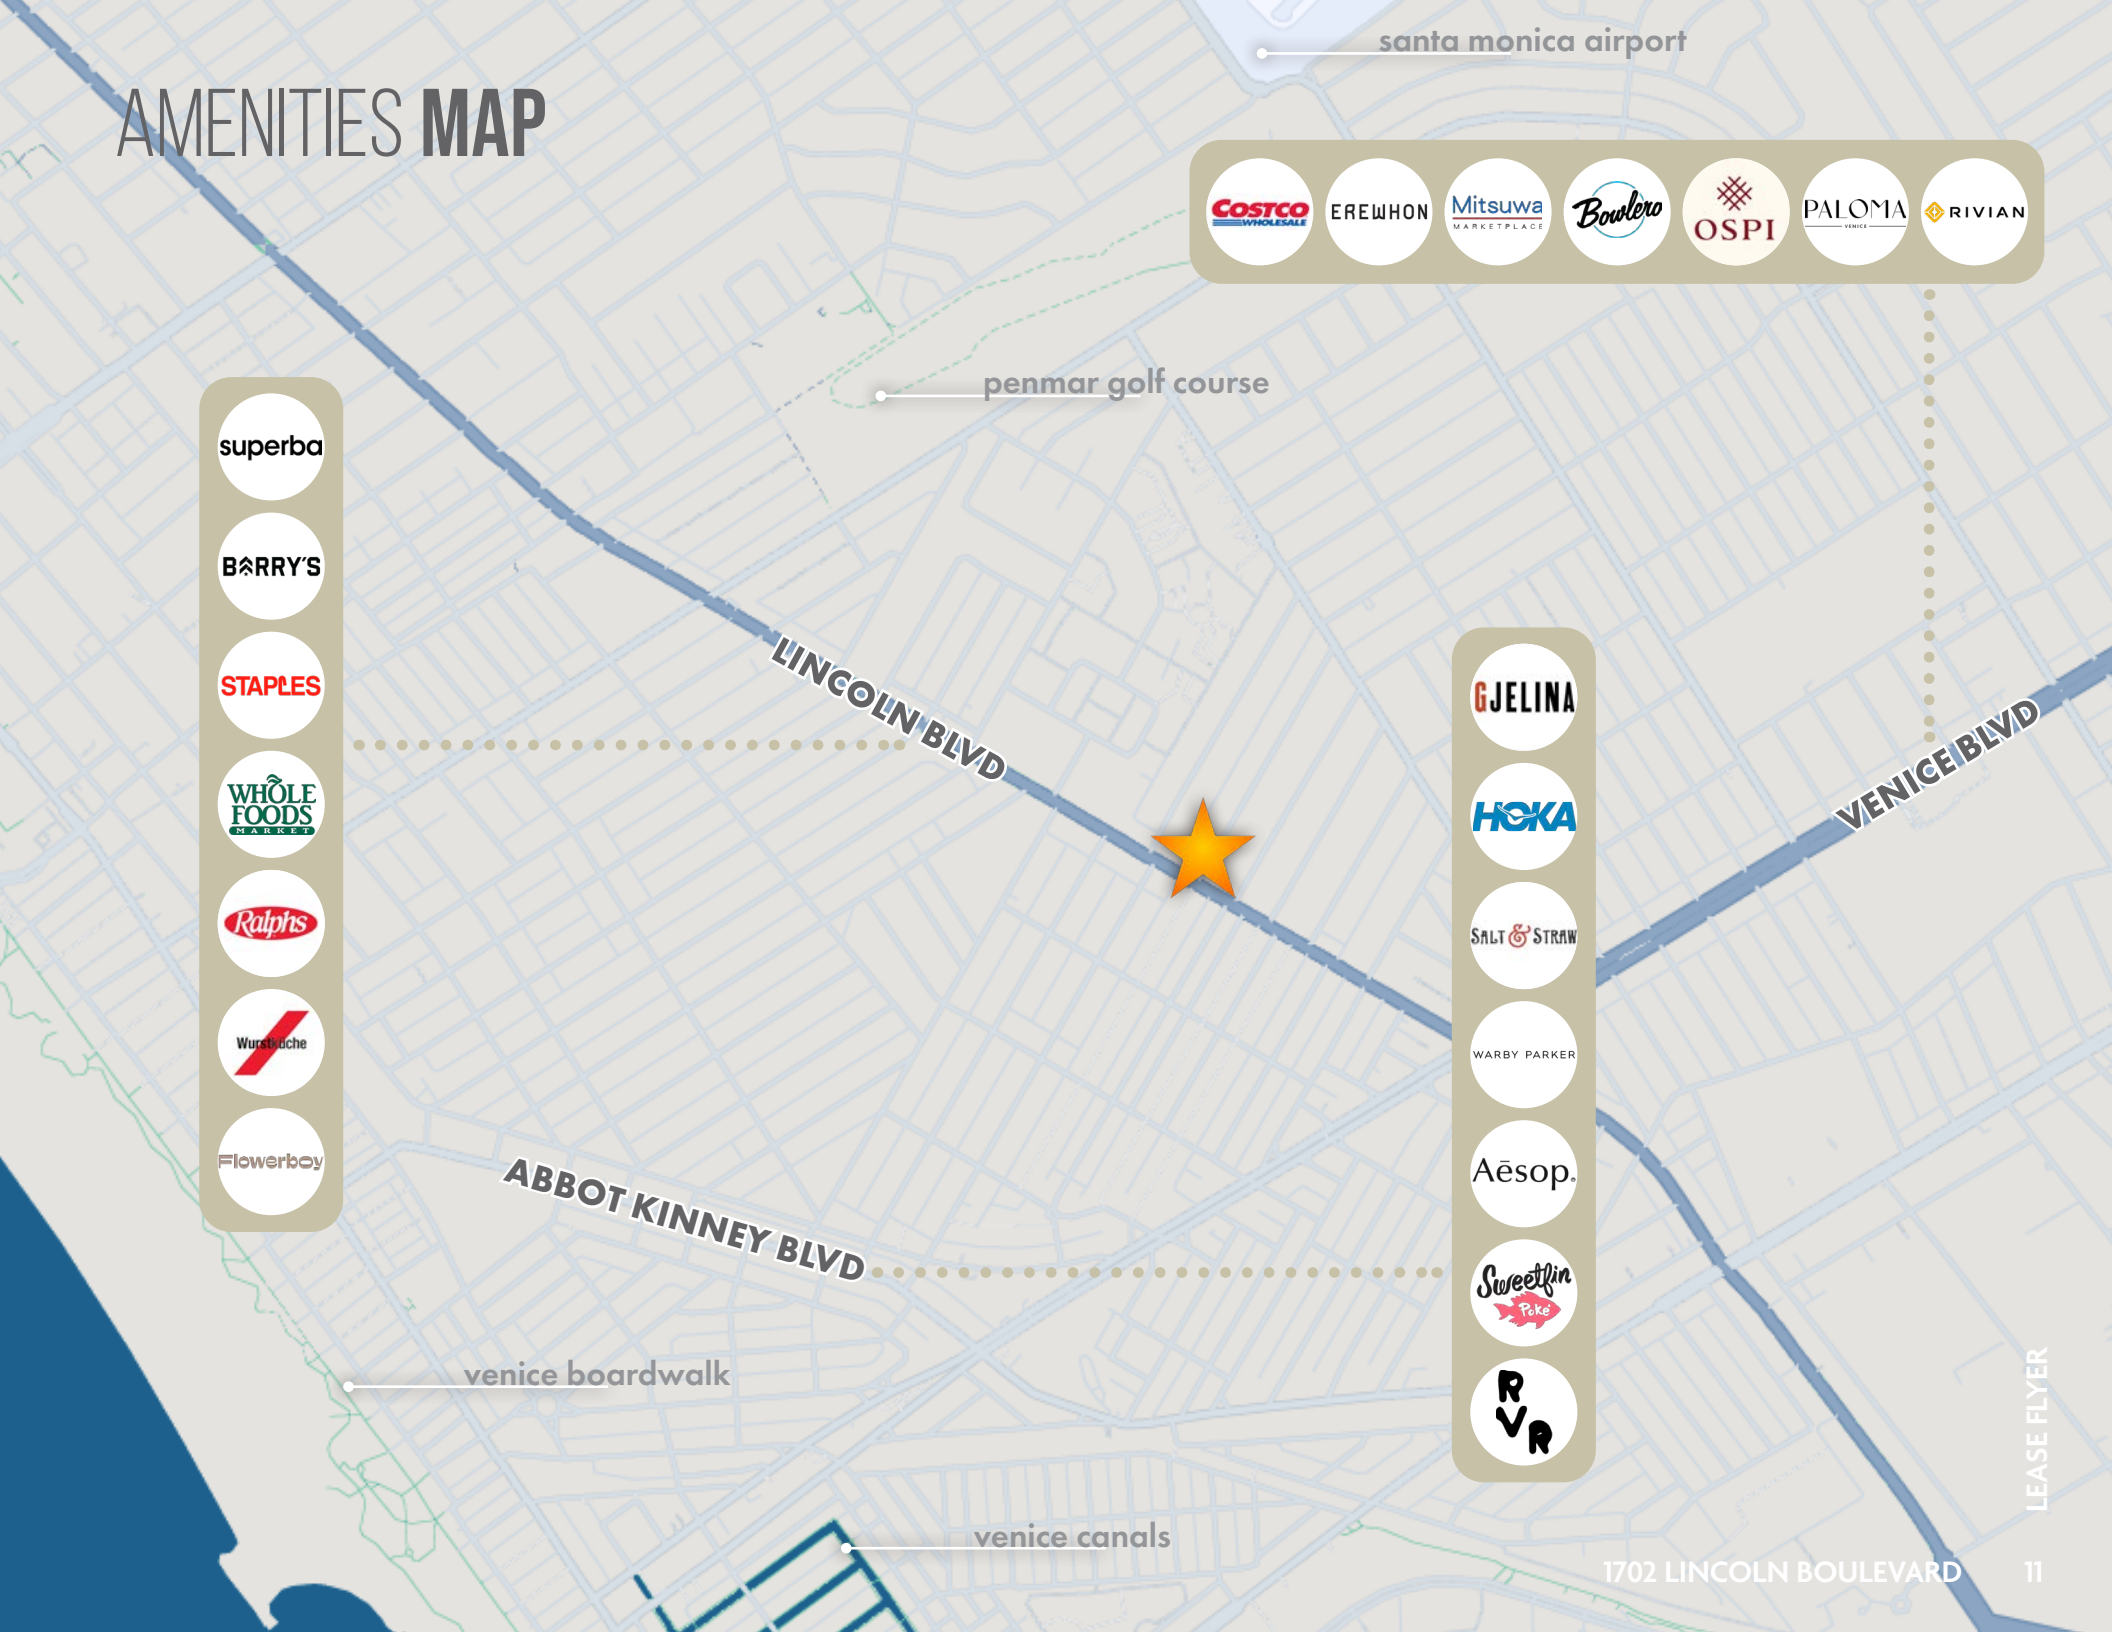 santa monica airport
AMENITIES MAP
COSTCO
WHOLESALE
EREWHON
Mitsuwa
MARKETPLACE
Bowlero
OSPI
PALOMA
VENICE
RIVIAN
penmar golf course
superba
BARRY'S
STAPLES
WHOLE
FOODS
MARKET
Ralphs
Wurstküche
Flowerboy
LINCOLN BLVD
GJELINA
HOKA
SALT & STRAW
WARBY PARKER
Aēsop.
Sweetfin
Poké
R
V
R
VENICE BLVD
ABBOT KINNEY BLVD
venice boardwalk
venice canals
LEASE FLYER
1702 LINCOLN BOULEVARD 11